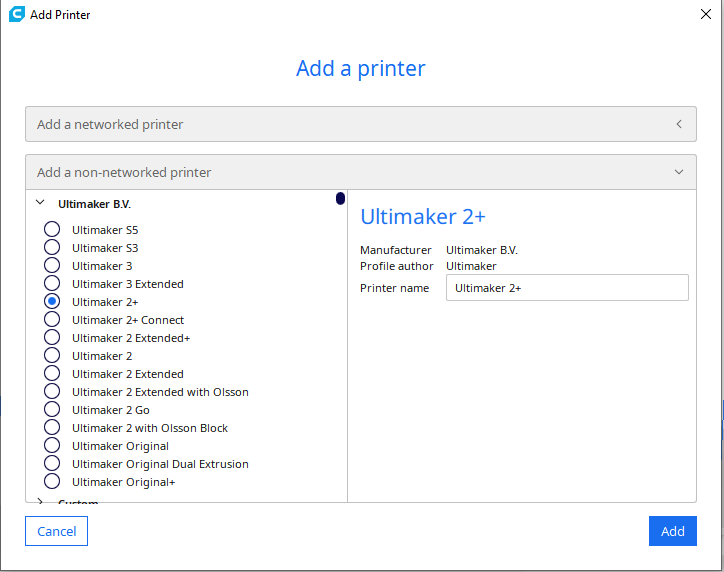 Add Printer
Add a printer
Add a networked printer
Add a non-networked printer
Ultimaker B.V.
Ultimaker S5
Ultimaker S3
Ultimaker 3
Ultimaker 3 Extended
Ultimaker 2+
Ultimaker 2+ Connect
Ultimaker 2 Extended+
Ultimaker 2
Ultimaker 2 Extended
Ultimaker 2 Extended with Olsson
Ultimaker 2 Go
Ultimaker 2 with Olsson Block
Ultimaker Original
Ultimaker Original Dual Extrusion
Ultimaker Original+
Custom
Ultimaker 2+
Manufacturer Ultimaker B.V.
Profile author Ultimaker
Printer name Ultimaker 2+
Cancel
Add